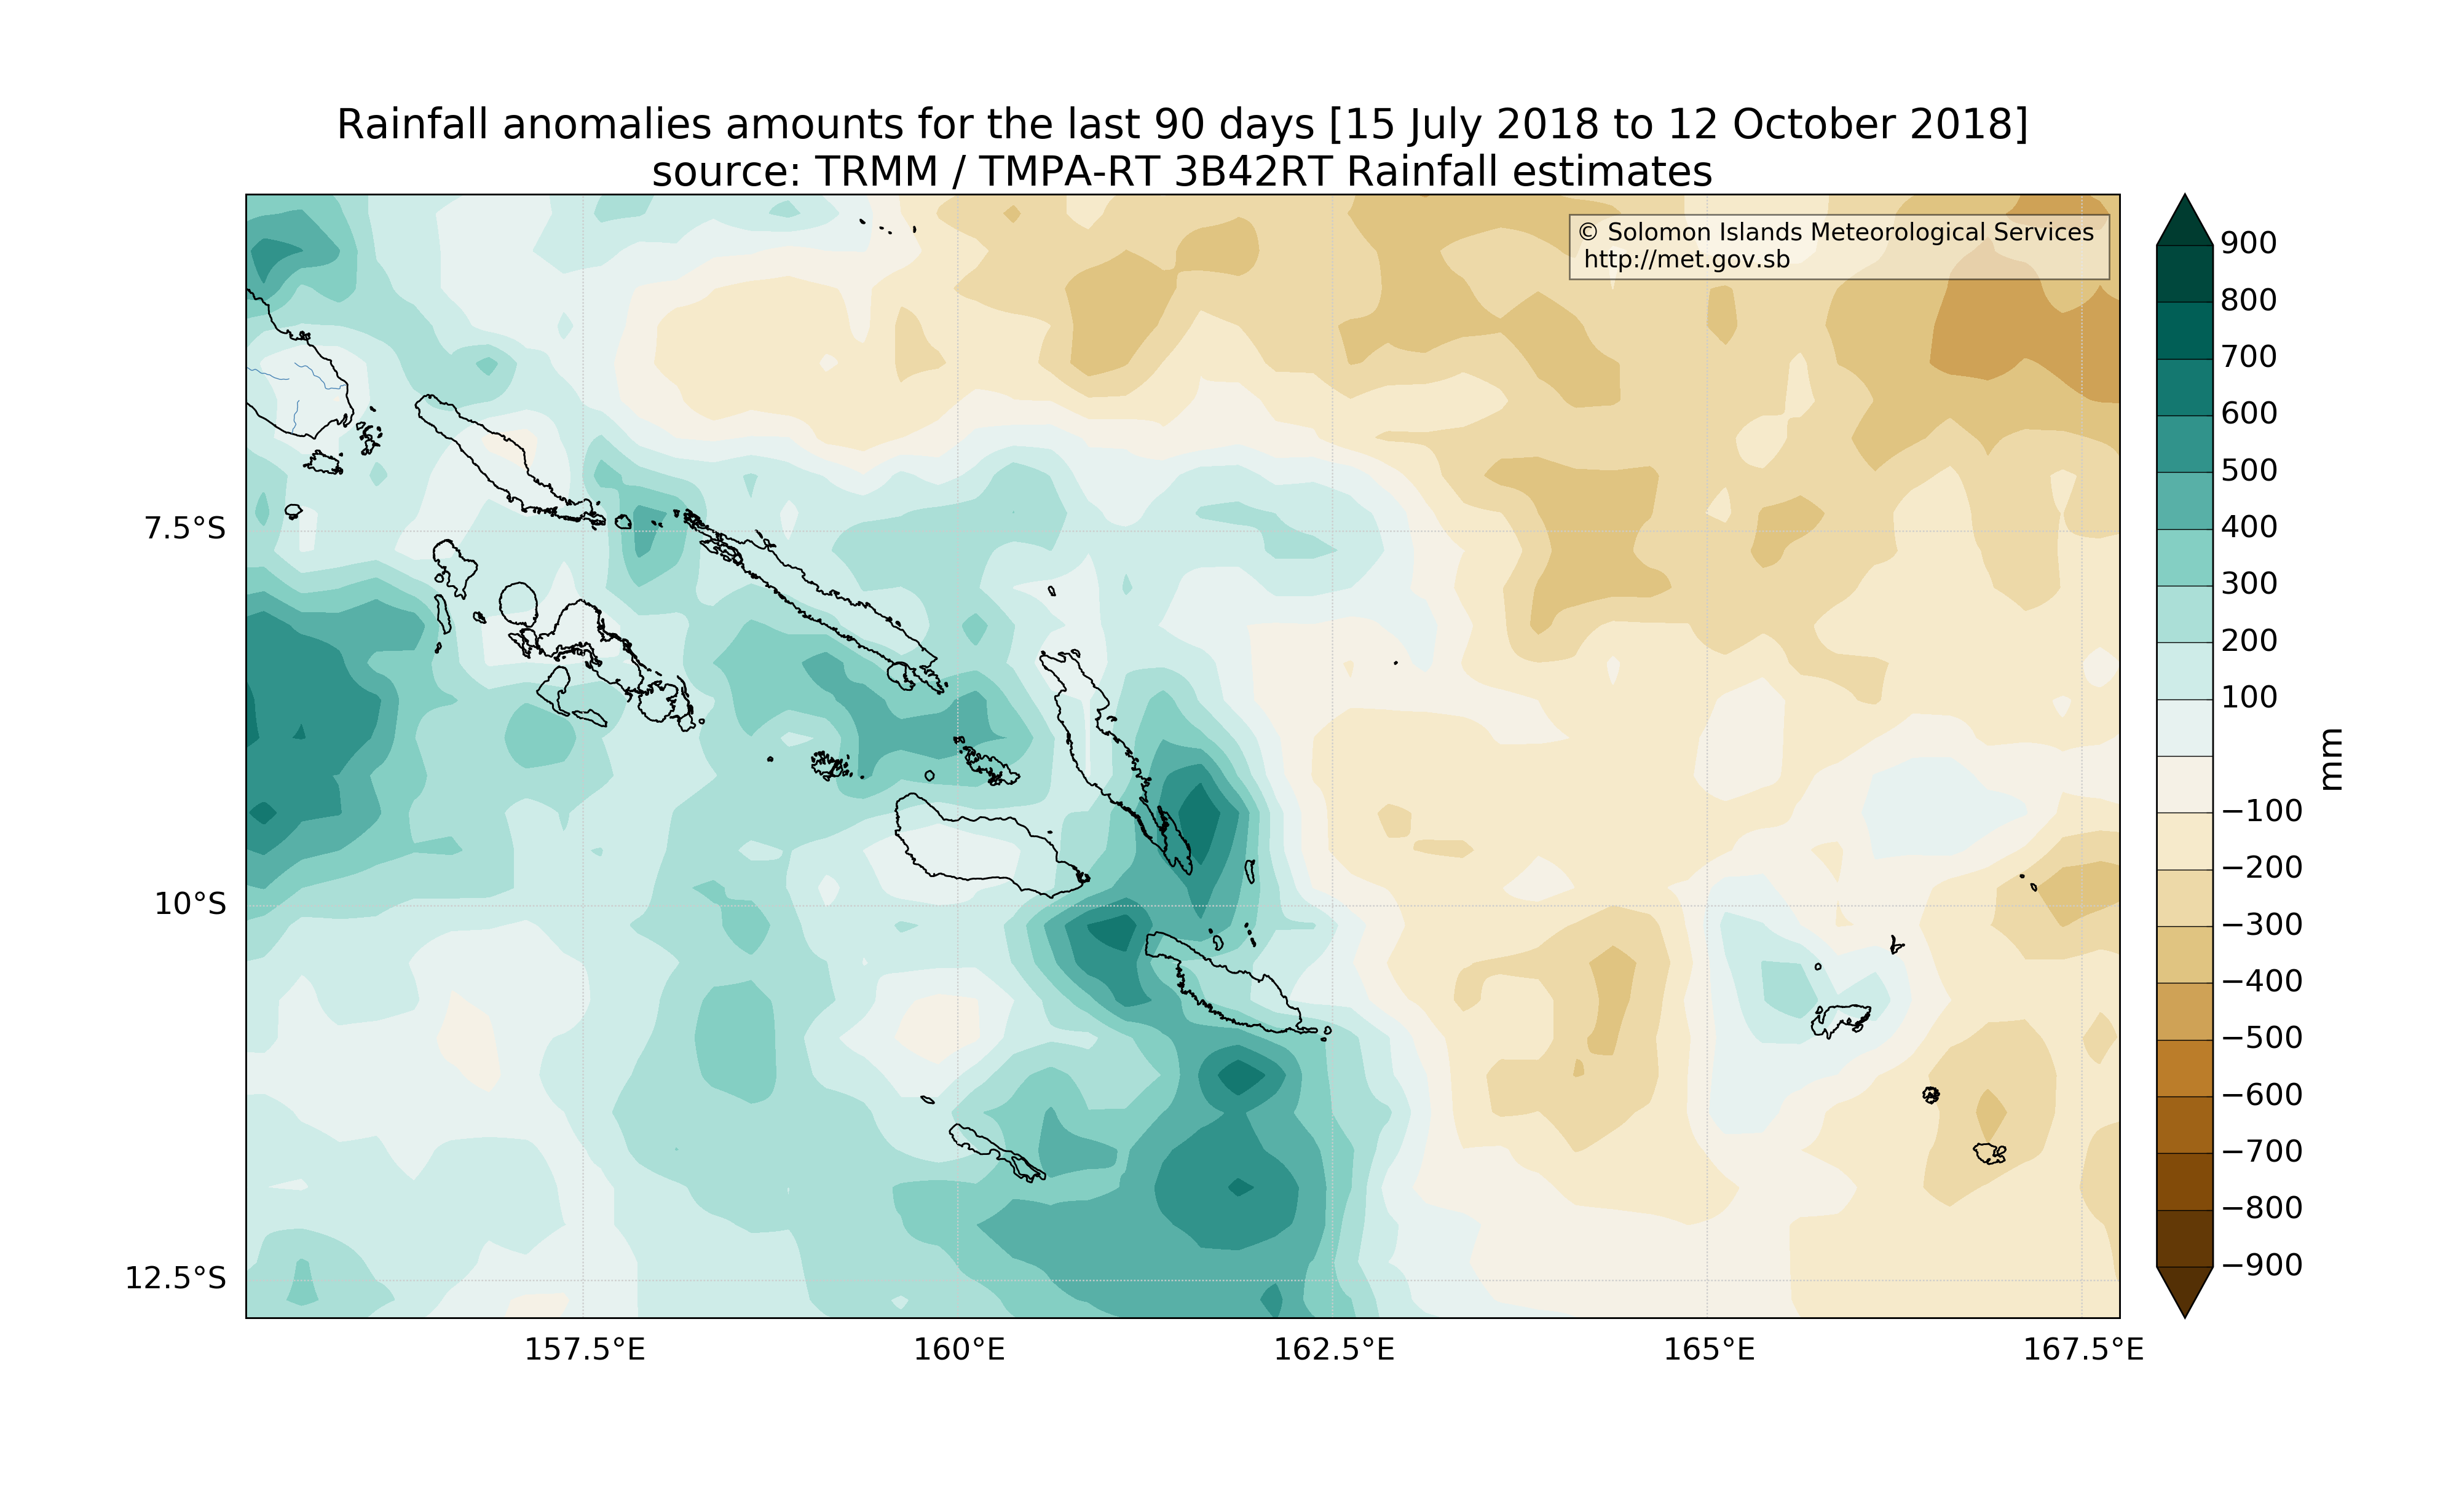 Rainfall anomalies amounts for the last 90 days [15 July 2018 to 12 October 2018]
source: TRMM / TMPA-RT 3B42RT Rainfall estimates
© Solomon Islands Meteorological Services
http://met.gov.sb
7.5°S
10°S
12.5°S
157.5°E
160°E
162.5°E
165°E
167.5°E
900
800
700
600
500
400
300
200
100
−100
−200
−300
−400
−500
−600
−700
−800
−900
mm